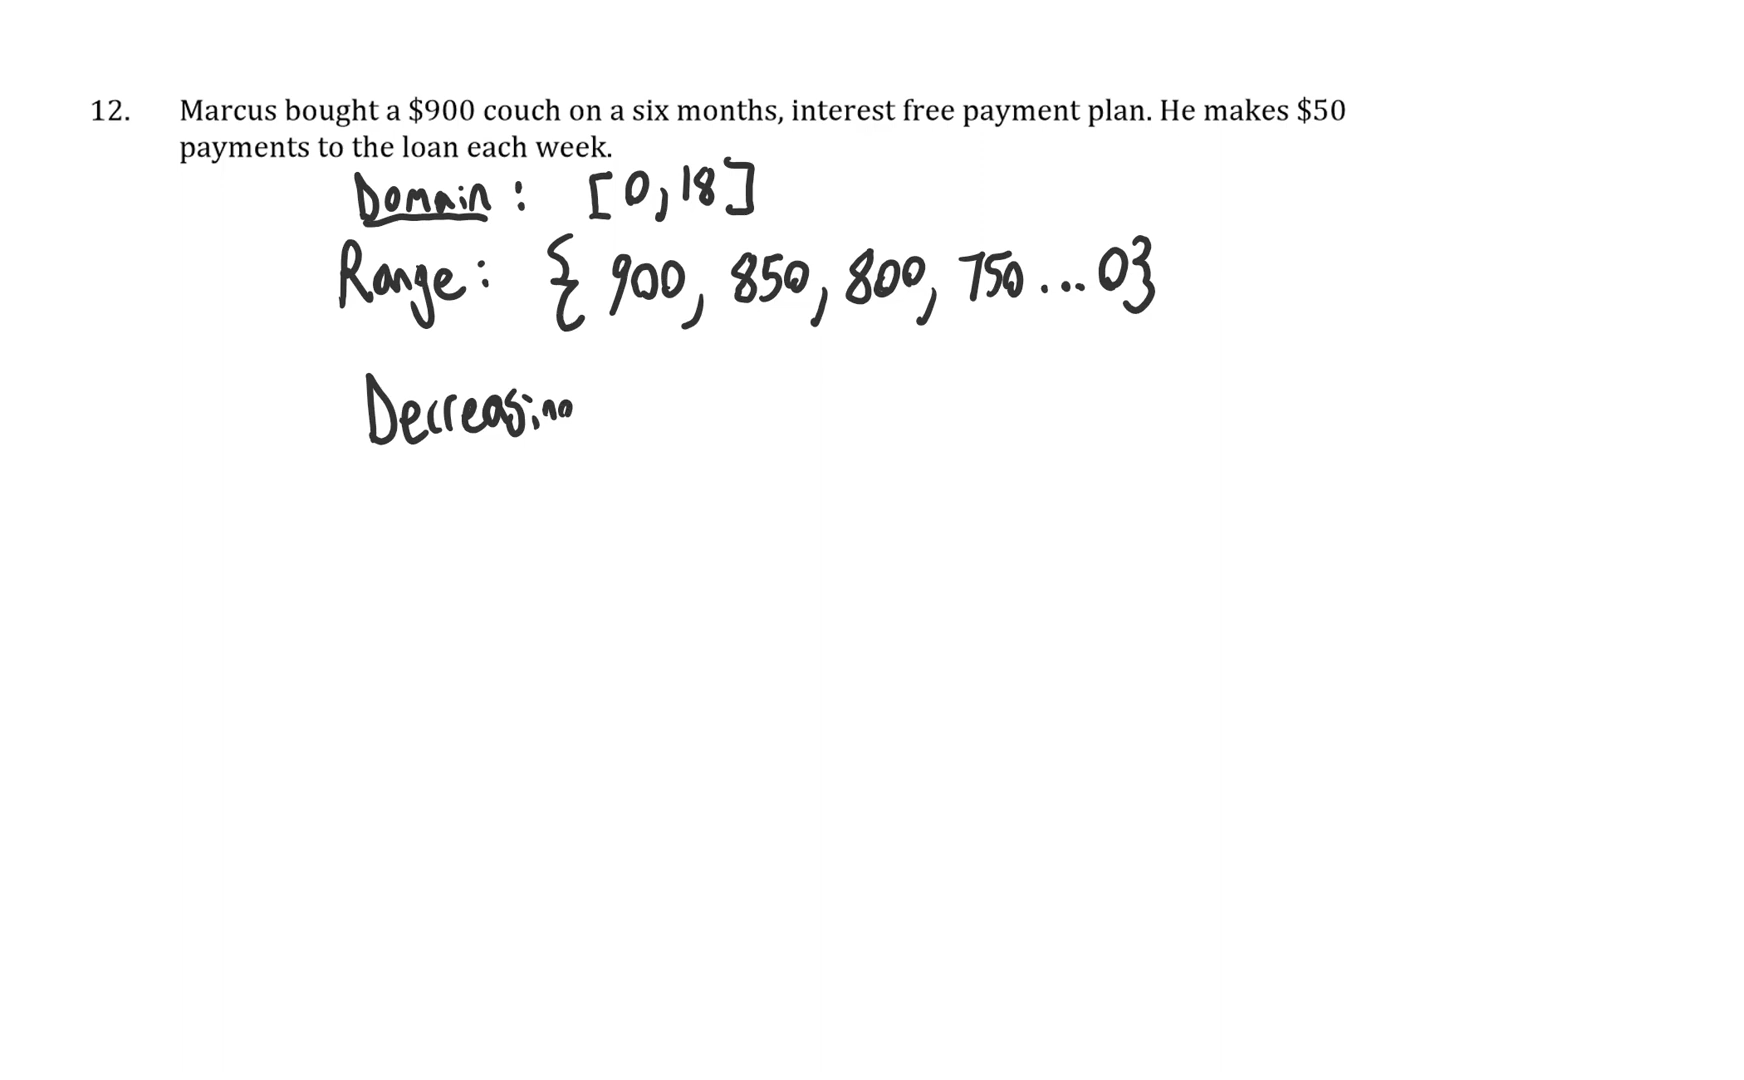 12. Marcus bought a $900 couch on a six months, interest free payment plan. He makes $50
payments to the loan each week.
Domain: [0,18]
Range: { 900, 850, 800, 750...0}
Decreasin